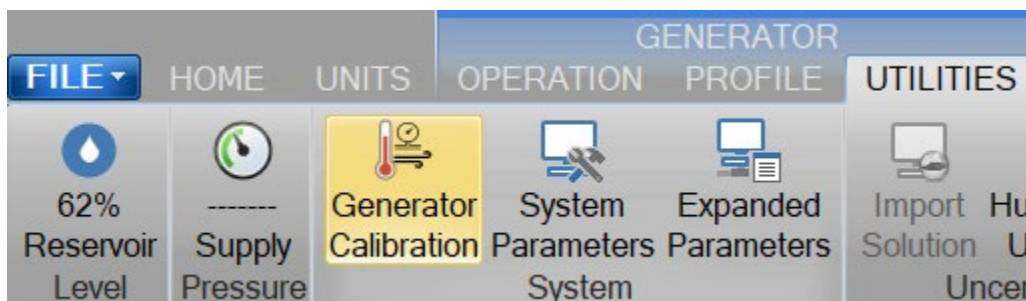 GENERATOR
FILE HOME UNITS OPERATION PROFILE UTILITIES
62% ------- Generator System Expanded Import
Reservoir Supply Calibration Parameters Parameters Solution
Level Pressure System